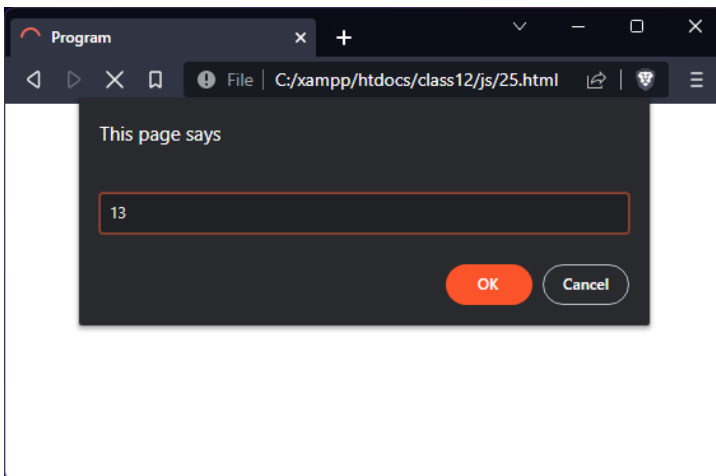 Program
File | C:/xampp/htdocs/class12/js/25.html
This page says
13
OK Cancel